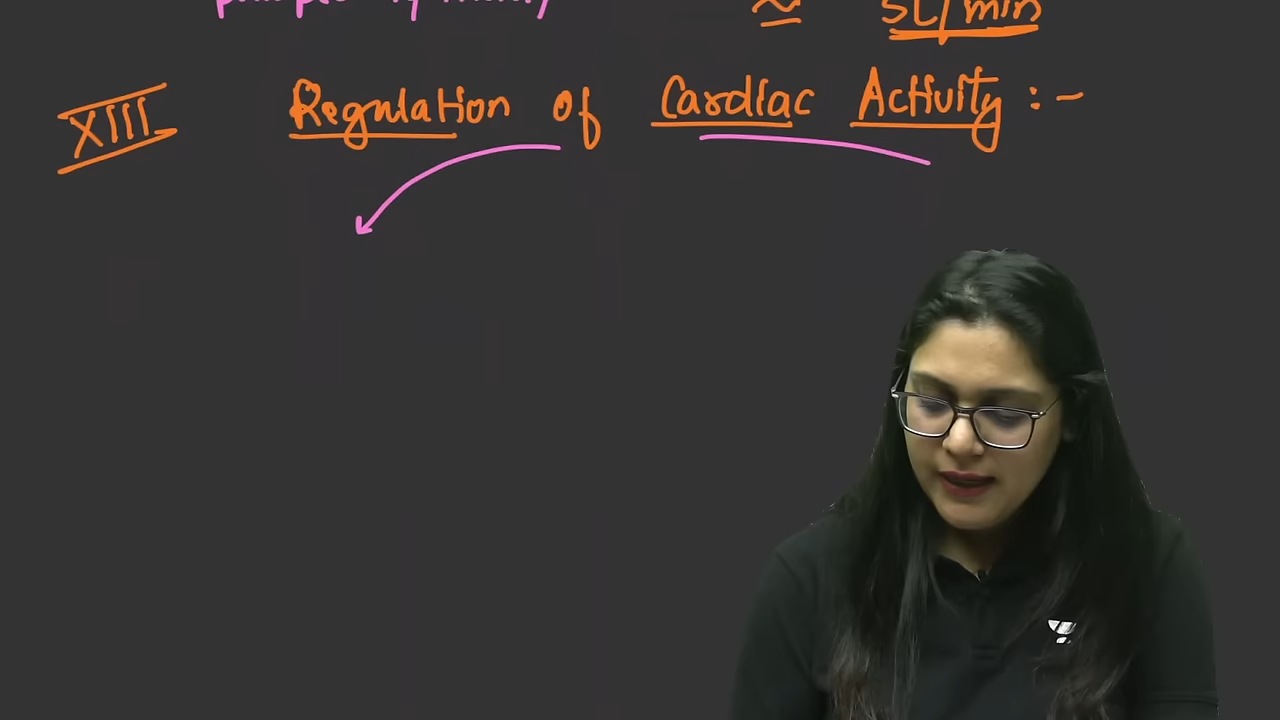 ≈ 5L/min
XIII Regulation of Cardiac Activity :-